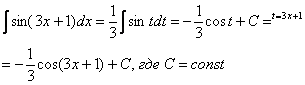 ∫sin(3x+1)dx = 1/3 ∫sin tdt = −1/3 cos t + C =^{t=3x+1}
= −1/3 cos(3x+1) + C, где C = const